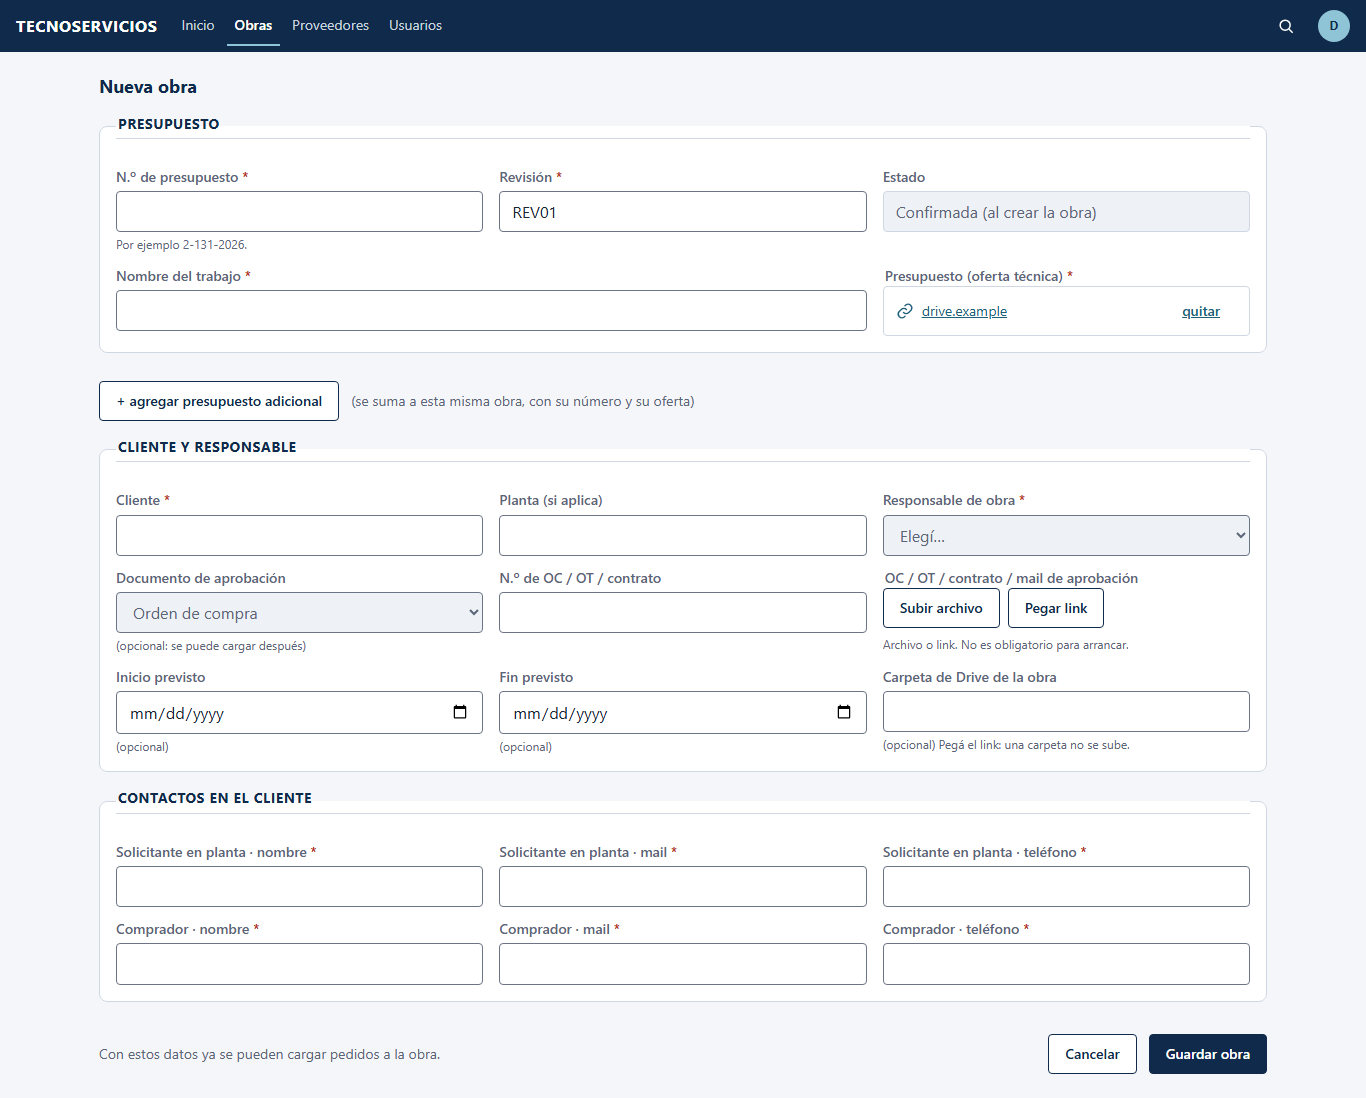 TECNOSERVICIOS Inicio Obras Proveedores Usuarios D
Nueva obra
PRESUPUESTO
N.º de presupuesto * Revisión * Estado
REV01 Confirmada (al crear la obra)
Por ejemplo 2-131-2026.
Nombre del trabajo * Presupuesto (oferta técnica) *
drive.example quitar
+ agregar presupuesto adicional (se suma a esta misma obra, con su número y su oferta)
CLIENTE Y RESPONSABLE
Cliente * Planta (si aplica) Responsable de obra *
Elegí...
Documento de aprobación N.º de OC / OT / contrato OC / OT / contrato / mail de aprobación
Orden de compra Subir archivo Pegar link
(opcional: se puede cargar después) Archivo o link. No es obligatorio para arrancar.
Inicio previsto Fin previsto Carpeta de Drive de la obra
mm/dd/yyyy mm/dd/yyyy
(opcional) (opcional) (opcional) Pegá el link: una carpeta no se sube.
CONTACTOS EN EL CLIENTE
Solicitante en planta · nombre * Solicitante en planta · mail * Solicitante en planta · teléfono *
Comprador · nombre * Comprador · mail * Comprador · teléfono *
Con estos datos ya se pueden cargar pedidos a la obra. Cancelar Guardar obra